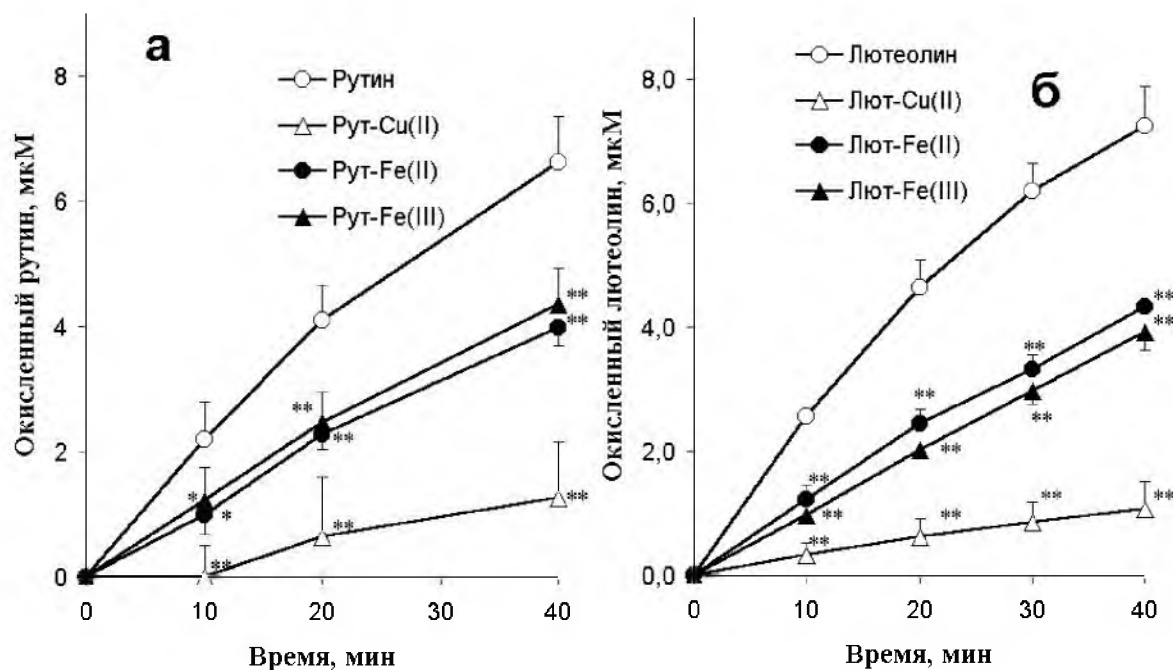 а
Рутин
Рут-Cu(II)
Рут-Fe(II)
Рут-Fe(III)
Окисленный рутин, мкМ
8
6
4
2
0
**
**
**
**
*
*
**
**
**
0 10 20 30 40
Время, мин
б
Лютеолин
Лют-Cu(II)
Лют-Fe(II)
Лют-Fe(III)
Окисленный лютеолин, мкМ
8,0
6,0
4,0
2,0
0,0
**
**
**
**
**
**
**
**
**
**
**
**
0 10 20 30 40
Время, мин